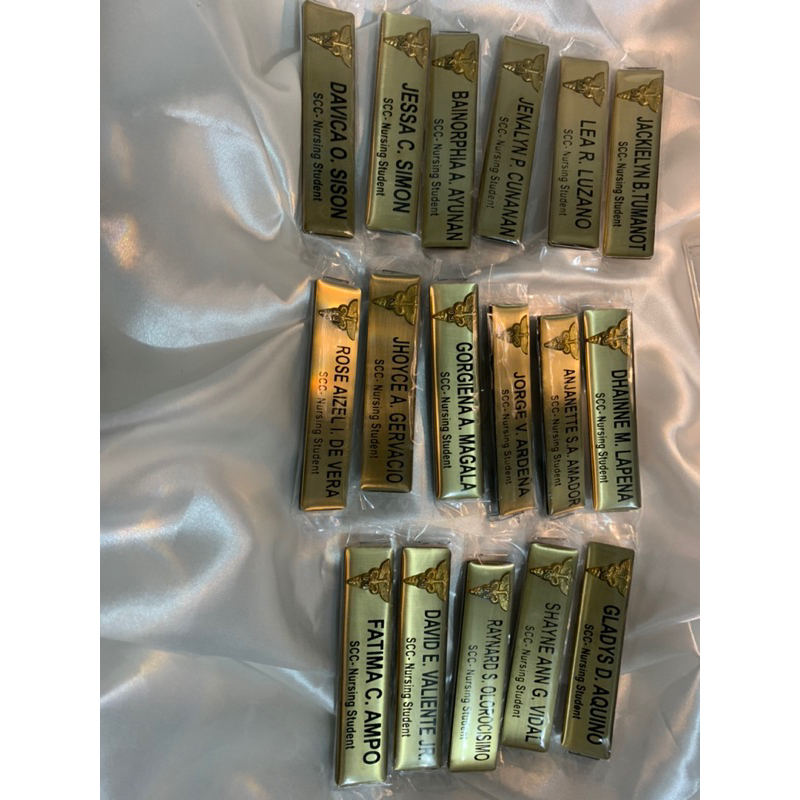 DAVICA O. SISON
SCC- Nursing Student
JESSA C. SIMON
SCC- Nursing Student
BAINORPHIA A. AYUNAN
SCC- Nursing Student
JENALYN P. CUNANAN
SCC- Nursing Student
LEA R. LUZANO
SCC- Nursing Student
JACKIELYN B.TUMANOT
SCC- Nursing Student
ROSE AIZEL I. DE VERA
SCC- Nursing Student
JHOYCE A. GERVACIO
SCC- Nursing Student
GORGIENA A. MAGALA
SCC- Nursing Student
JORGE V. ARDENA
SCC- Nursing Student
ANJANETTE S.A. AMADOR
SCC- Nursing Student
DHAINNE M. LAPENA
SCC- Nursing Student
FATIMA C. AMPO
SCC- Nursing Student
DAVID E. VALIENTE JR.
SCC- Nursing Student
RAYNARD S. OLOROCISIMO
SCC- Nursing Student
SHAYNE ANN G. VIDAL
SCC- Nursing Student
GLADYS D. AQUINO
SCC- Nursing Student